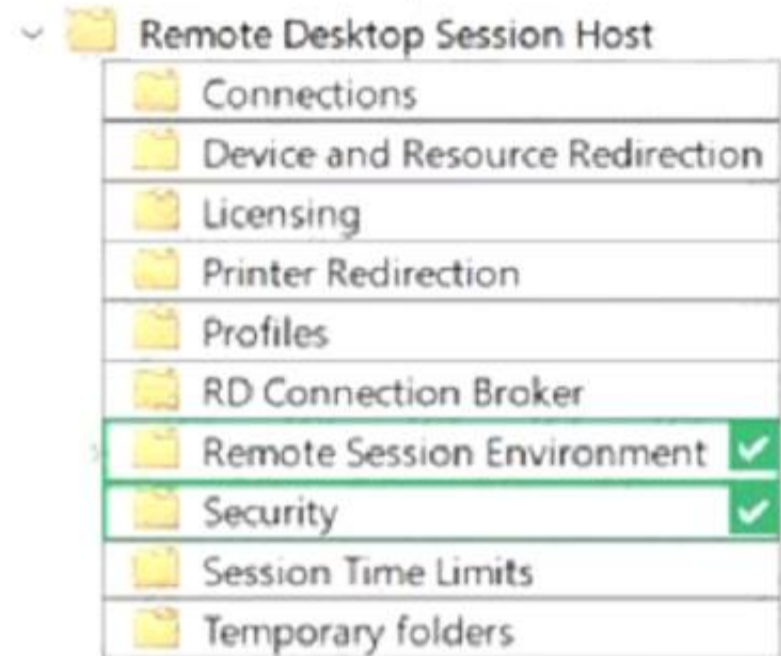 Remote Desktop Session Host
Connections
Device and Resource Redirection
Licensing
Printer Redirection
Profiles
RD Connection Broker
Remote Session Environment
Security
Session Time Limits
Temporary folders